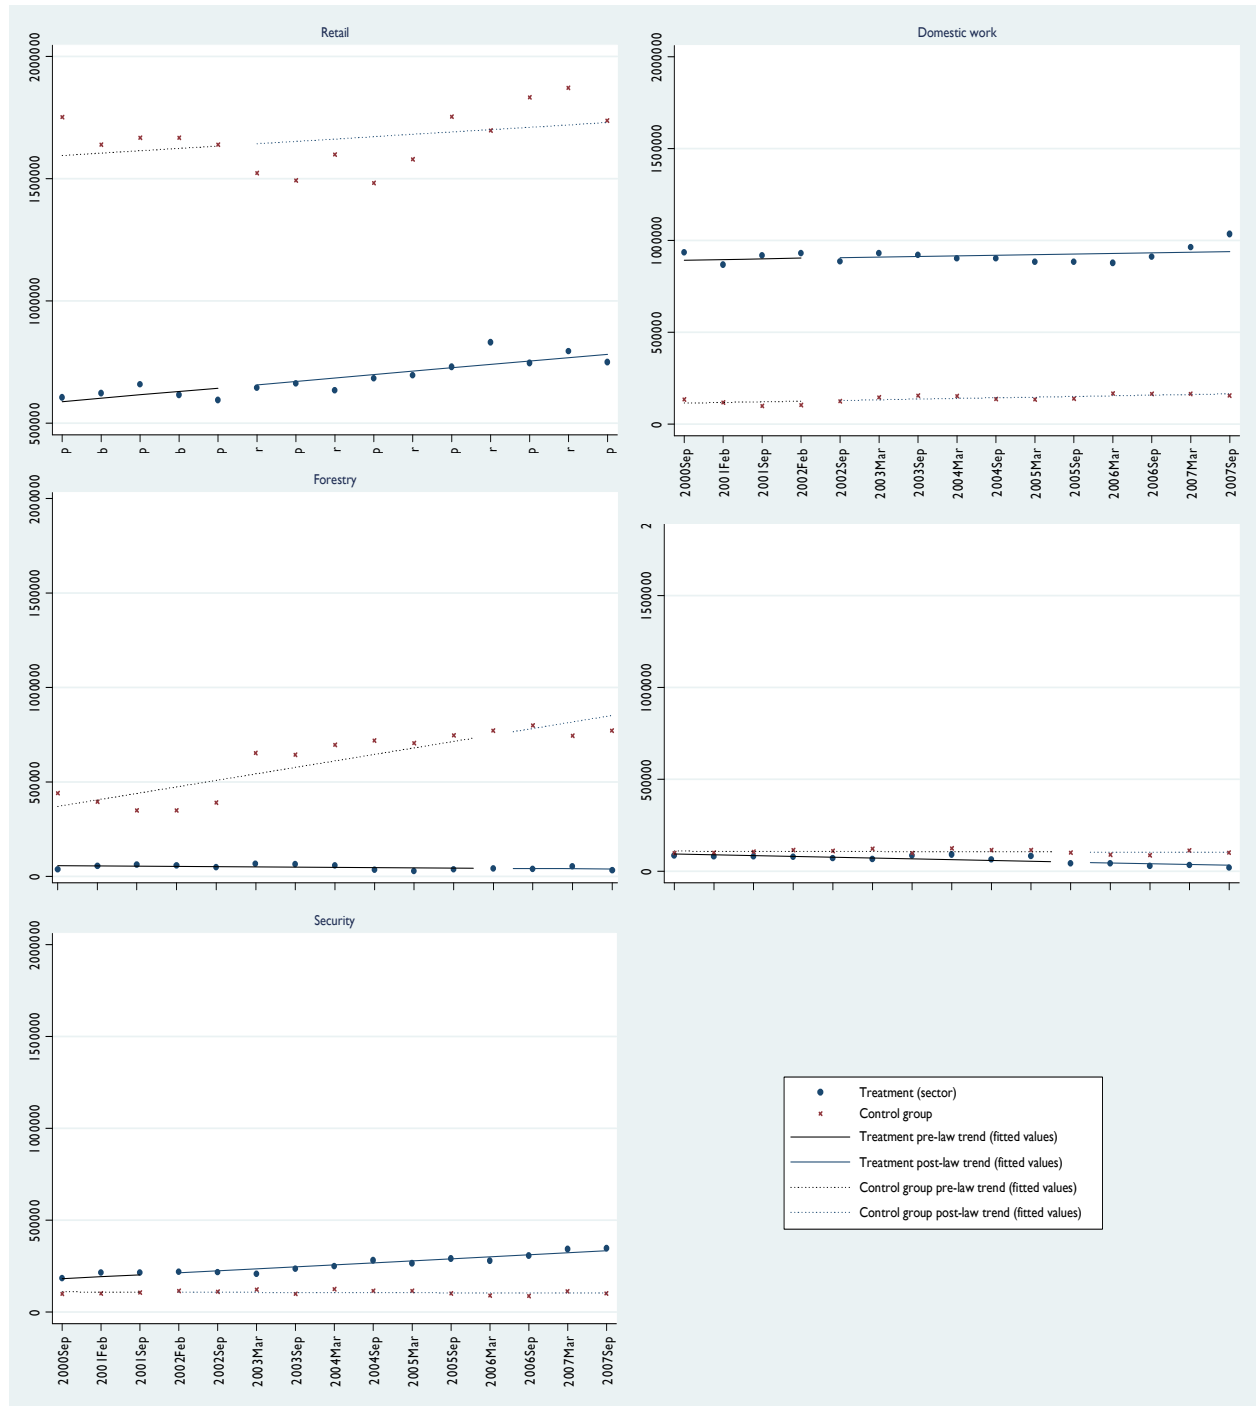 Retail
2000000
1500000
1000000
500000
p
b
p
b
p
r
p
r
p
r
p
r
p
r
p
Domestic work
2000000
1500000
1000000
500000
0
2000Sep
2001Feb
2001Sep
2002Feb
2002Sep
2003Mar
2003Sep
2004Mar
2004Sep
2005Mar
2005Sep
2006Mar
2006Sep
2007Mar
2007Sep
Forestry
2000000
1500000
1000000
500000
0
2
1500000
1000000
500000
0
Security
2000000
1500000
1000000
500000
0
2000Sep
2001Feb
2001Sep
2002Feb
2002Sep
2003Mar
2003Sep
2004Mar
2004Sep
2005Mar
2005Sep
2006Mar
2006Sep
2007Mar
2007Sep
Treatment (sector)
Control group
Treatment pre-law trend (fitted values)
Treatment post-law trend (fitted values)
Control group pre-law trend (fitted values)
Control group post-law trend (fitted values)